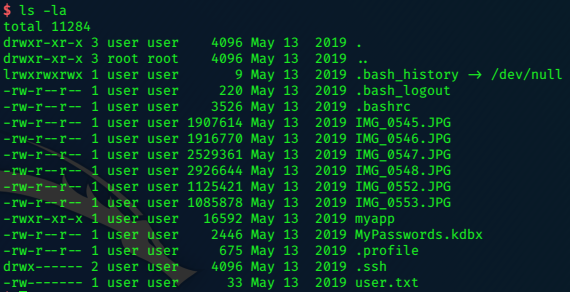 $ ls -la
total 11284
drwxr-xr-x 3 user user    4096 May 13  2019 .
drwxr-xr-x 3 root root    4096 May 13  2019 ..
lrwxrwxrwx 1 user user       9 May 13  2019 .bash_history → /dev/null
-rw-r--r-- 1 user user     220 May 13  2019 .bash_logout
-rw-r--r-- 1 user user    3526 May 13  2019 .bashrc
-rw-r--r-- 1 user user 1907614 May 13  2019 IMG_0545.JPG
-rw-r--r-- 1 user user 1916770 May 13  2019 IMG_0546.JPG
-rw-r--r-- 1 user user 2529361 May 13  2019 IMG_0547.JPG
-rw-r--r-- 1 user user 2926644 May 13  2019 IMG_0548.JPG
-rw-r--r-- 1 user user 1125421 May 13  2019 IMG_0552.JPG
-rw-r--r-- 1 user user 1085878 May 13  2019 IMG_0553.JPG
-rwxr-xr-x 1 user user   16592 May 13  2019 myapp
-rw-r--r-- 1 user user    2446 May 13  2019 MyPasswords.kdbx
-rw-r--r-- 1 user user     675 May 13  2019 .profile
drwx------ 2 user user    4096 May 13  2019 .ssh
-rw------- 1 user user      33 May 13  2019 user.txt